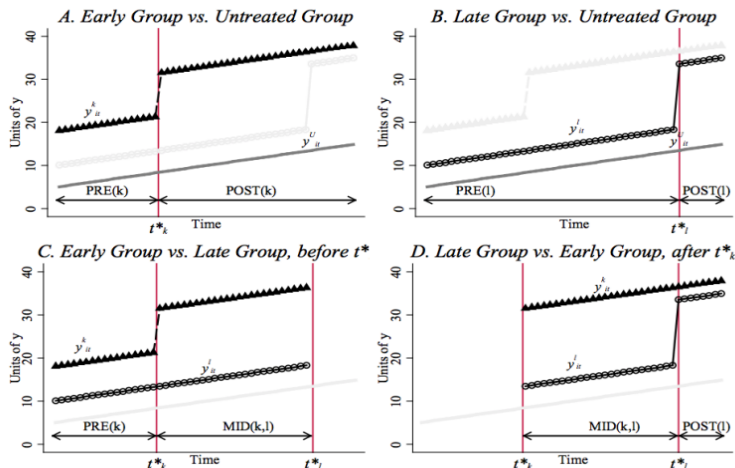 A. Early Group vs. Untreated Group
Units of y
40
30
20
10
0
y^k_it
PRE(k)
POST(k)
t*_k
Time
B. Late Group vs. Untreated Group
Units of y
40
30
20
10
0
y^l_it
y^U_it
PRE(l)
POST(l)
Time
t*_l
C. Early Group vs. Late Group, before t*
Units of y
40
30
20
10
0
y^k_it
y^l_it
PRE(k)
MID(k,l)
t*_k
Time
t*_l
D. Late Group vs. Early Group, after t*_k
Units of y
40
30
20
10
0
y^k_it
y^l_it
MID(k,l)
POST(l)
t*_k
Time
t*_l